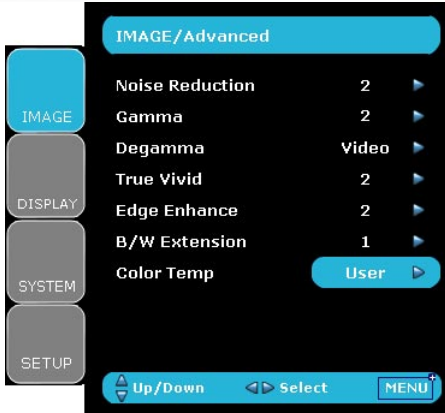 IMAGE/Advanced
IMAGE
DISPLAY
SYSTEM
SETUP
Noise Reduction 2
Gamma 2
Degamma Video
True Vivid 2
Edge Enhance 2
B/W Extension 1
Color Temp User
Up/Down Select MENU